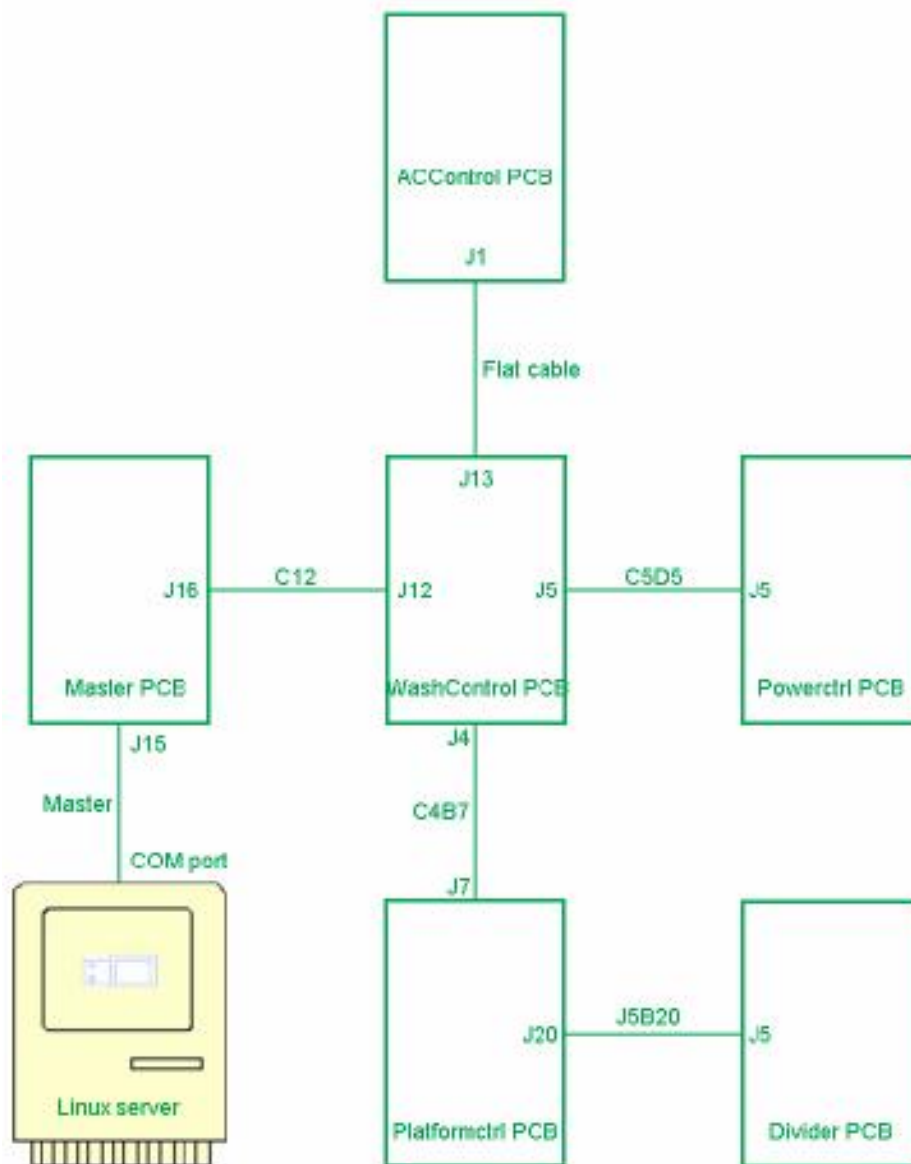 ACControl PCB
J1
Flat cable
J13
J16
C12
J12
J5
C5D5
J5
Master PCB
WashControl PCB
Powerctrl PCB
J15
J4
Master
C4B7
COM port
J7
J20
J5B20
J5
Linux server
Platformctrl PCB
Divider PCB